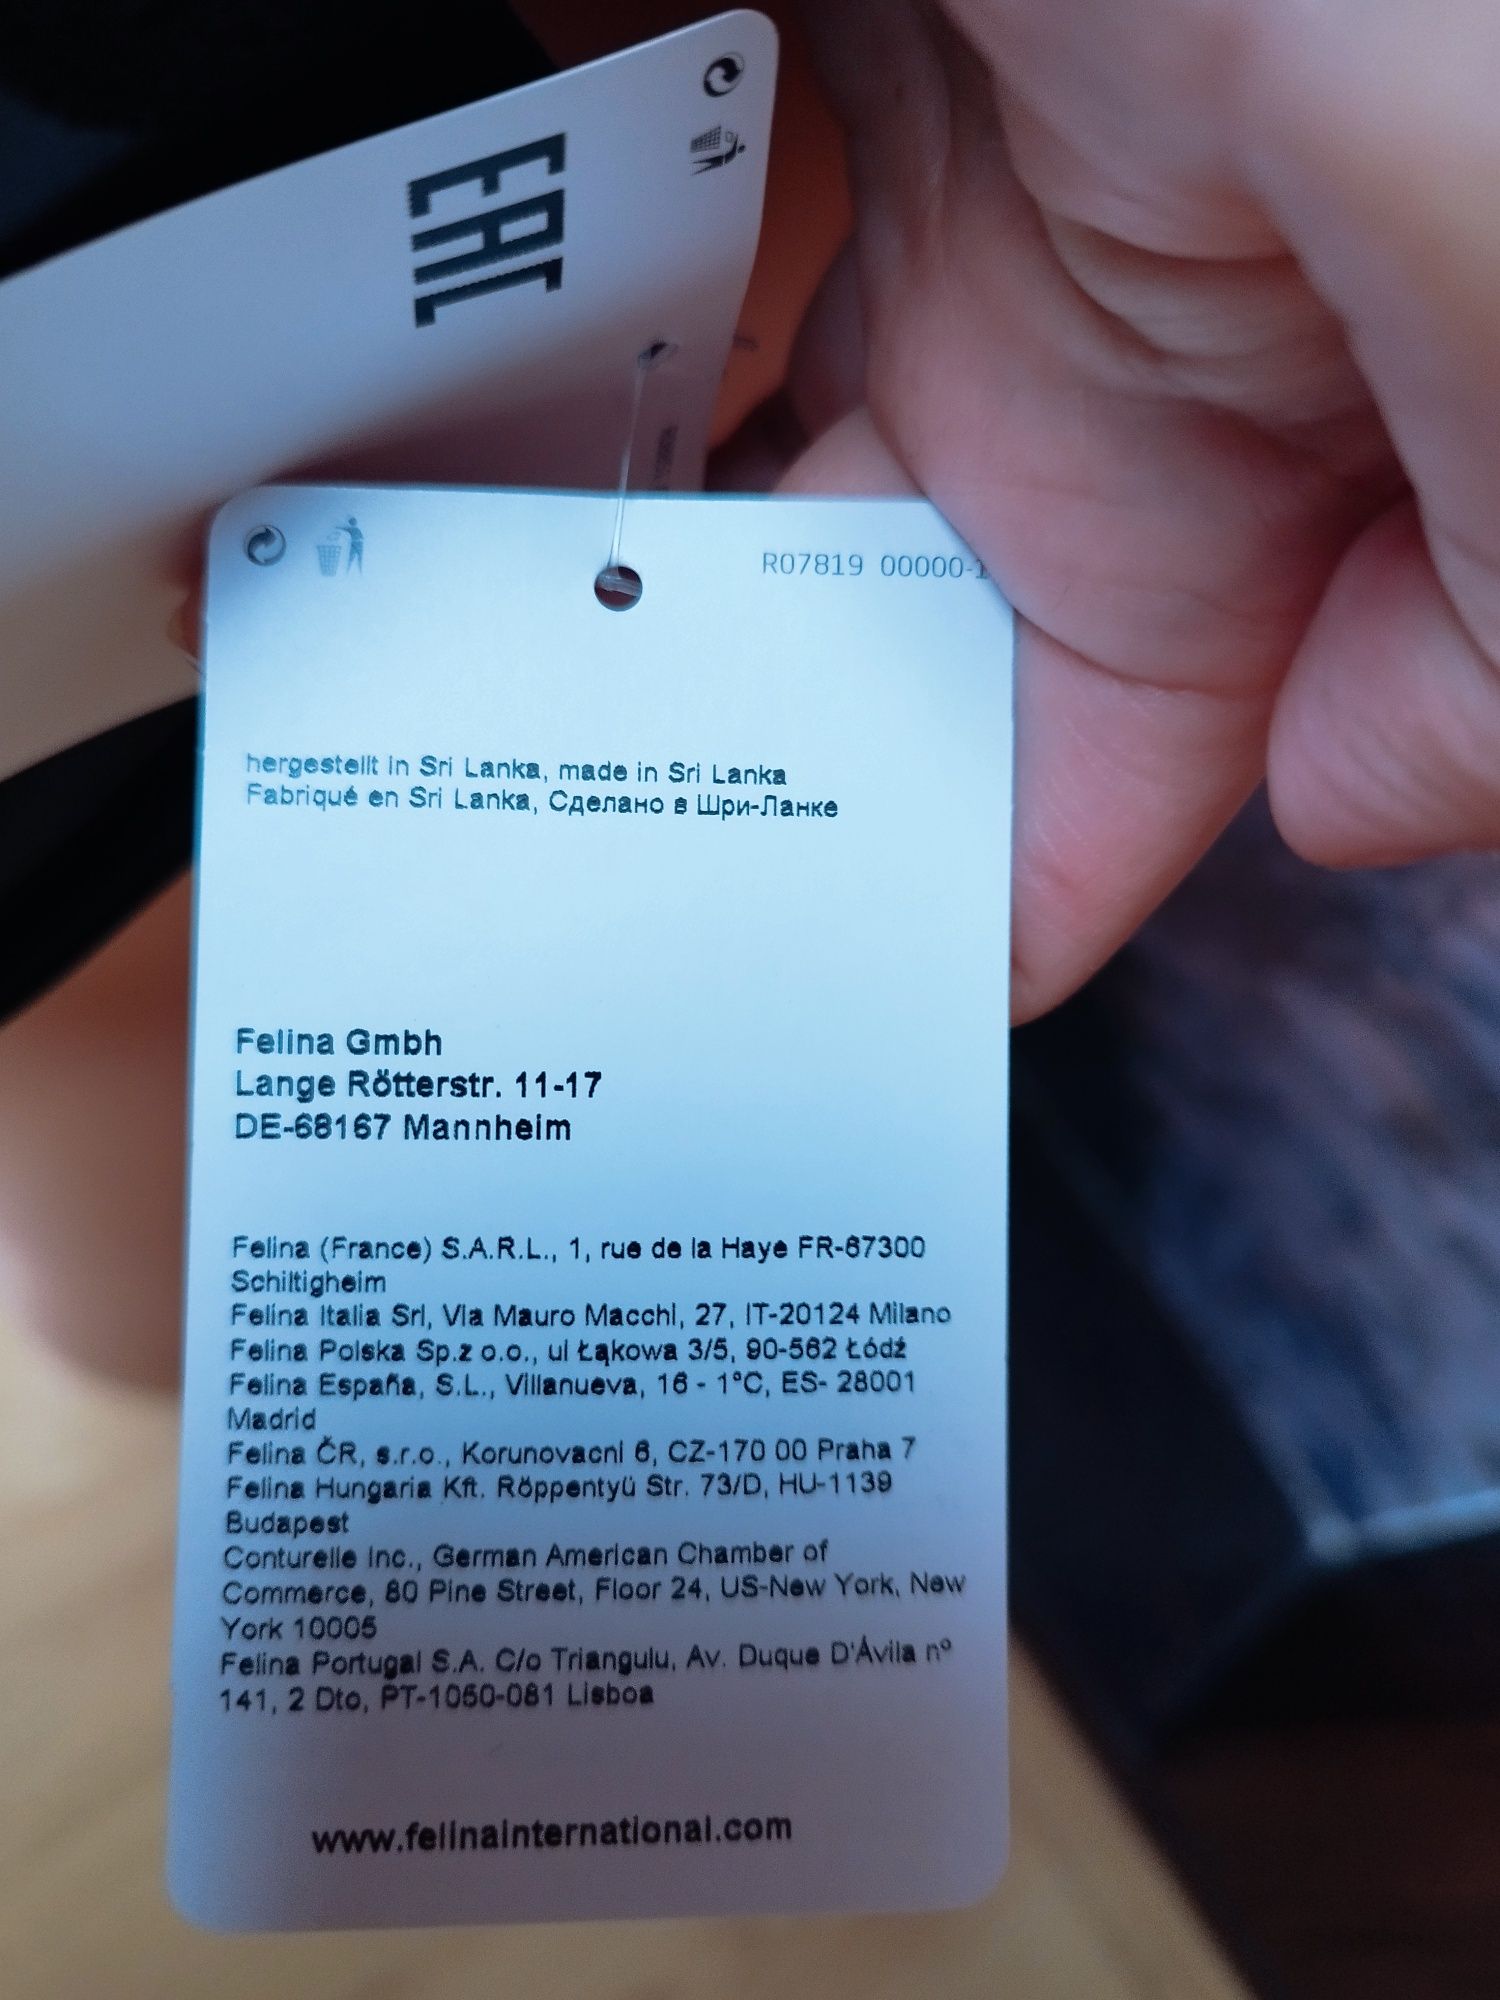 EAC
R07819 00000-1
hergestellt in Sri Lanka, made in Sri Lanka
Fabriqué en Sri Lanka, Сделано в Шри-Ланке
Felina Gmbh
Lange Rötterstr. 11-17
DE-68167 Mannheim
Felina (France) S.A.R.L., 1, rue de la Haye FR-67300
Schiltigheim
Felina Italia Srl, Via Mauro Macchi, 27, IT-20124 Milano
Felina Polska Sp.z o.o., ul Łąkowa 3/5, 90-562 Łódź
Felina España, S.L., Villanueva, 16 - 1ºC, ES- 28001
Madrid
Felina ČR, s.r.o., Korunovacni 6, CZ-170 00 Praha 7
Felina Hungaria Kft. Röppentyü Str. 73/D, HU-1139
Budapest
Conturelle Inc., German American Chamber of
Commerce, 80 Pine Street, Floor 24, US-New York, New
York 10005
Felina Portugal S.A. C/o Triangulu, Av. Duque D'Ávila nº
141, 2 Dto, PT-1050-081 Lisboa
www.felinainternational.com